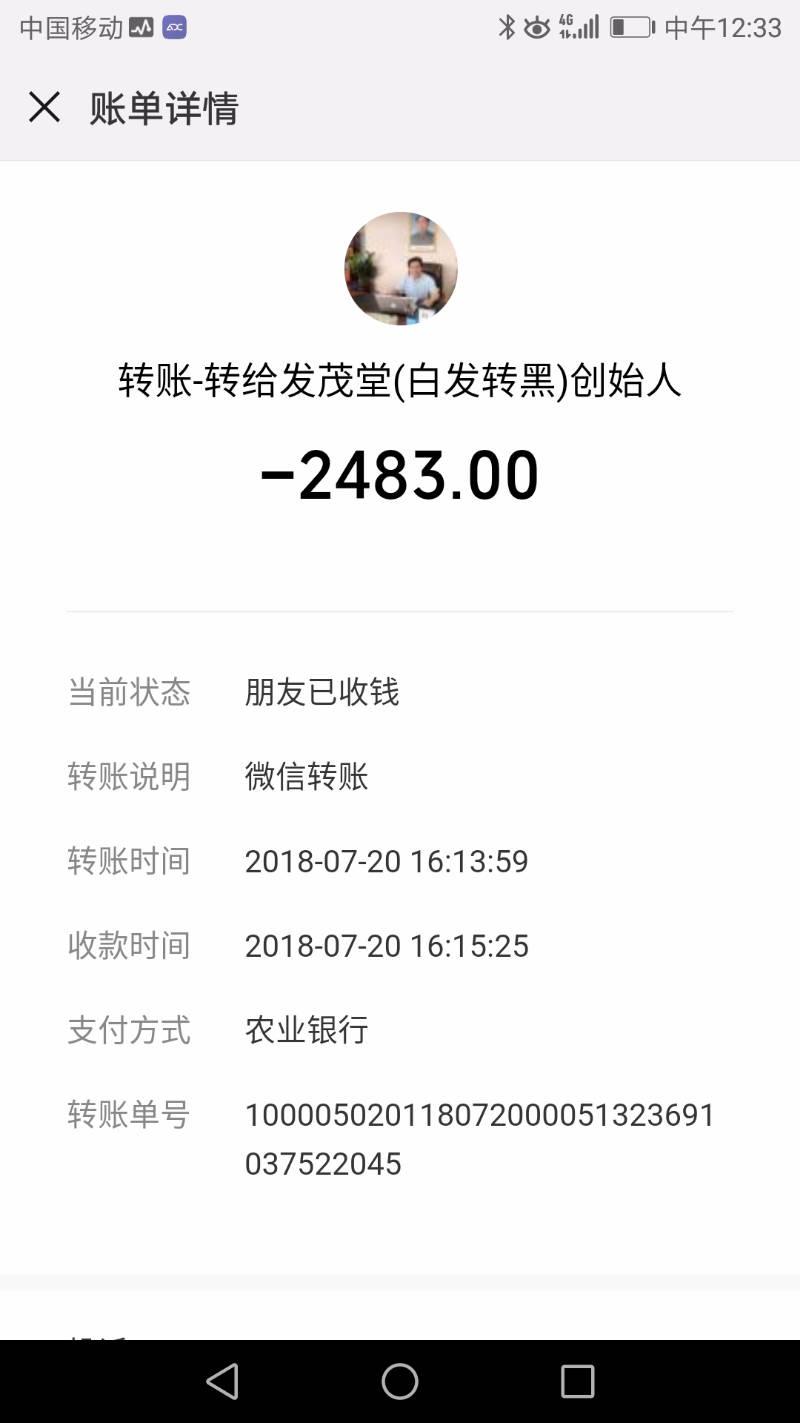 中国移动 中午12:33
账单详情
转账-转给发茂堂(白发转黑)创始人
-2483.00
当前状态 朋友已收钱
转账说明 微信转账
转账时间 2018-07-20 16:13:59
收款时间 2018-07-20 16:15:25
支付方式 农业银行
转账单号 100005020118072000051323691
037522045